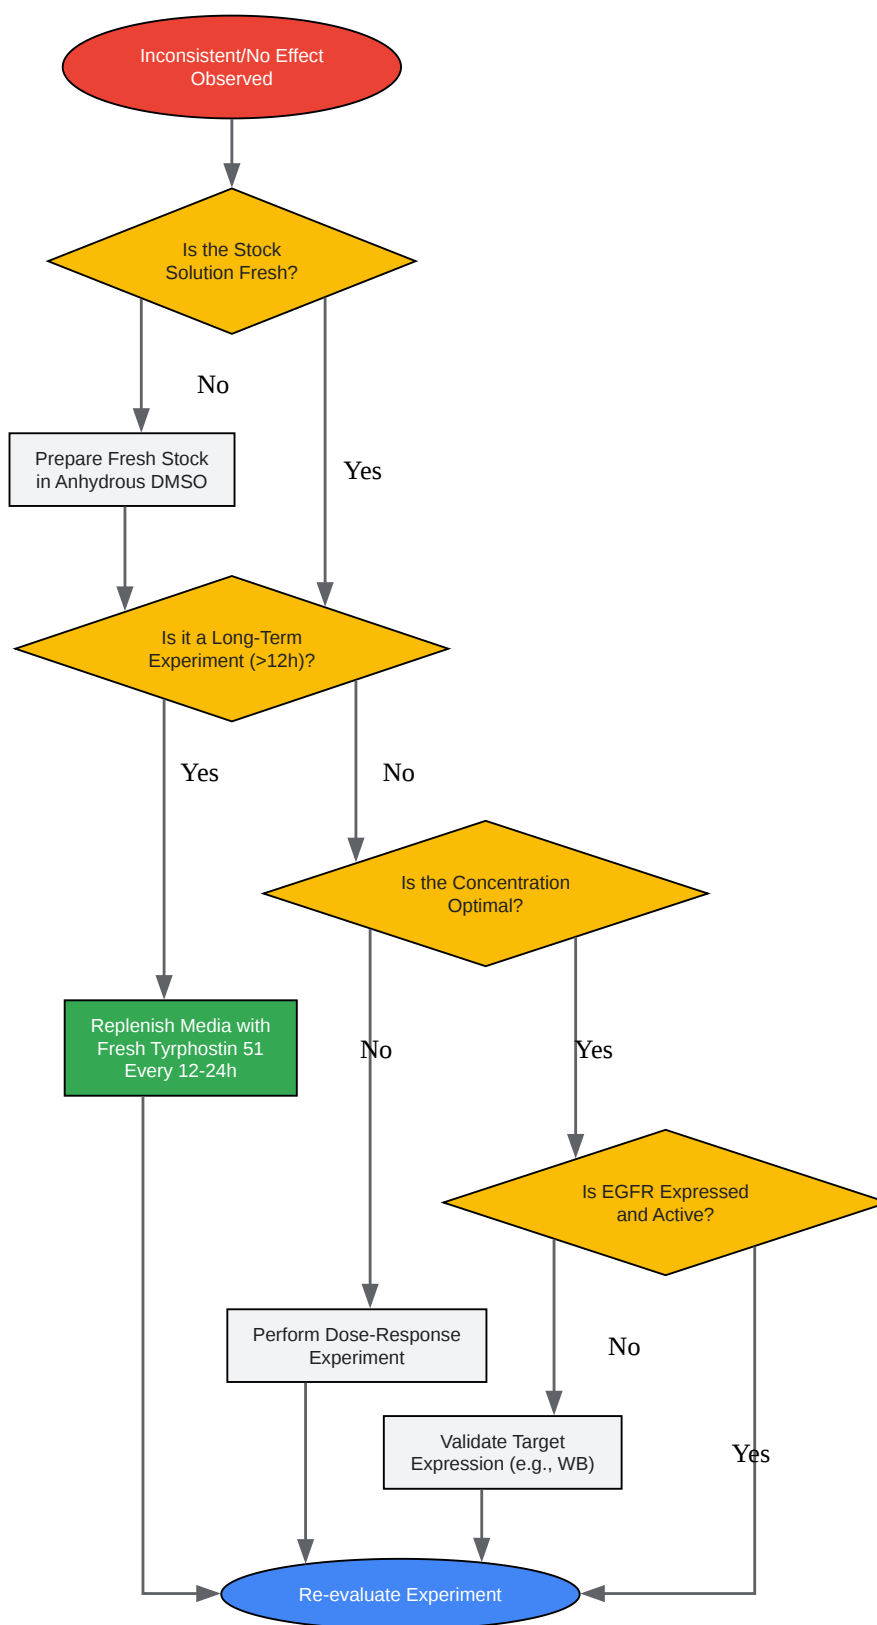 Inconsistent/No Effect
Observed
Is the Stock
Solution Fresh?
No
Yes
Prepare Fresh Stock
in Anhydrous DMSO
Is it a Long-Term
Experiment (>12h)?
Yes
No
Is the Concentration
Optimal?
Replenish Media with
Fresh Tyrphostin 51
Every 12-24h
No
Yes
Is EGFR Expressed
and Active?
Perform Dose-Response
Experiment
No
Validate Target
Expression (e.g., WB)
Yes
Re-evaluate Experiment